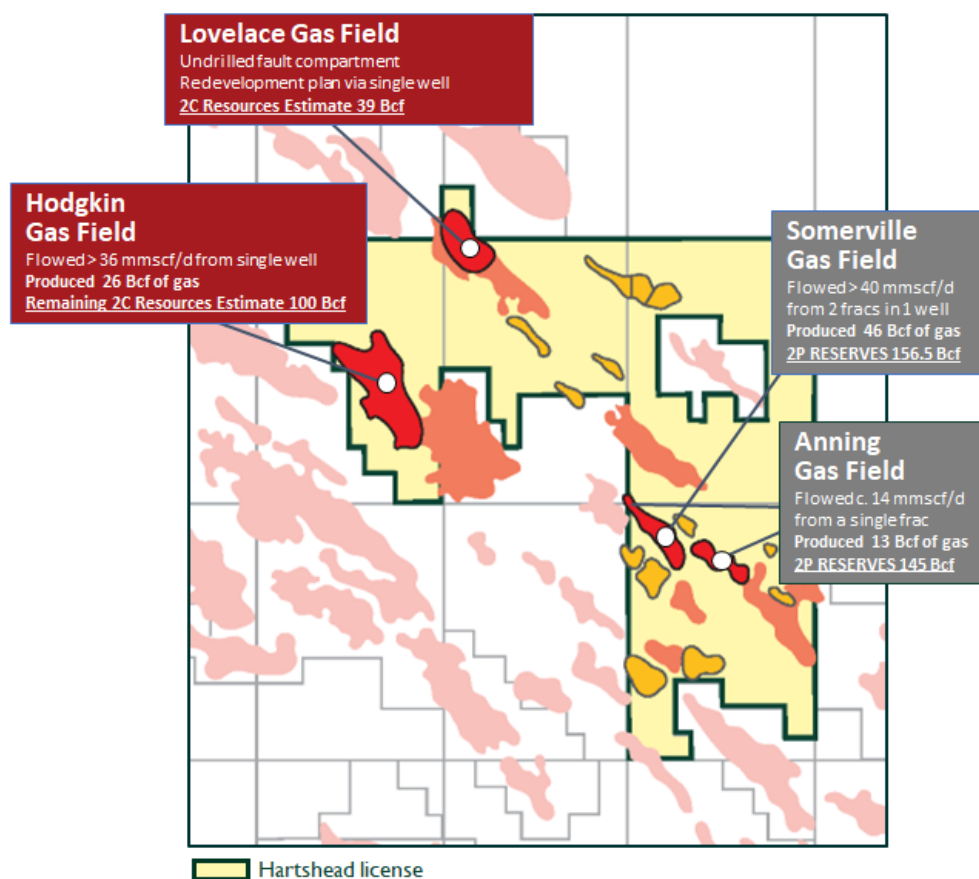 Lovelace Gas Field
Undrilled fault compartment
Redevelopment plan via single well
2C Resources Estimate 39 Bcf
Hodgkin
Gas Field
Flowed > 36 mmscf/d from single well
Produced 26 Bcf of gas
Remaining 2C Resources Estimate 100 Bcf
Somerville
Gas Field
Flowed > 40 mmscf/d
from 2 fracs in 1 well
Produced 46 Bcf of gas
2P RESERVES 156.5 Bcf
Anning
Gas Field
Flowed c. 14 mmscf/d
from a single frac
Produced 13 Bcf of gas
2P RESERVES 145 Bcf
Hartshead license